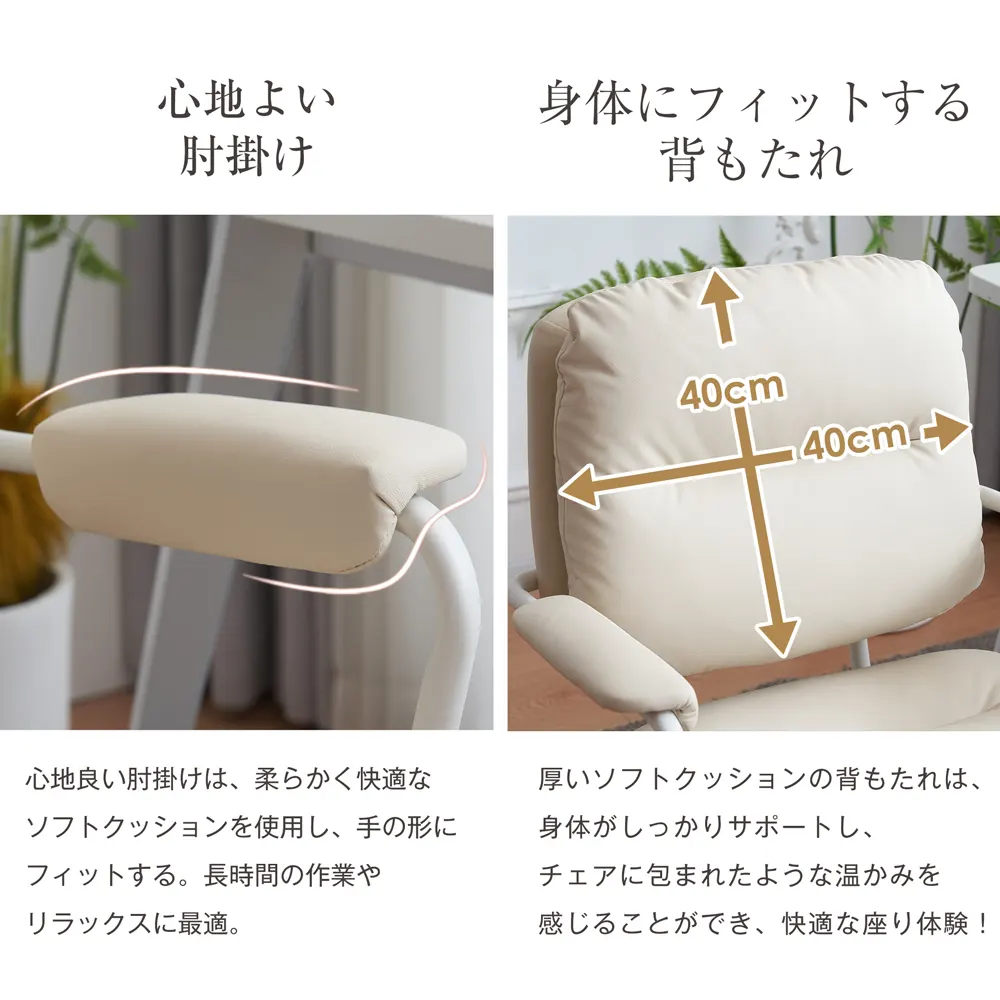 心地よい
肘掛け
身体にフィットする
背もたれ
40cm
40cm
心地良い肘掛けは、柔らかく快適な
ソフトクッションを使用し、手の形に
フィットする。長時間の作業や
リラックスに最適。
厚いソフトクッションの背もたれは、
身体がしっかりサポートし、
チェアに包まれたような温かみを
感じることができ、快適な座り体験！